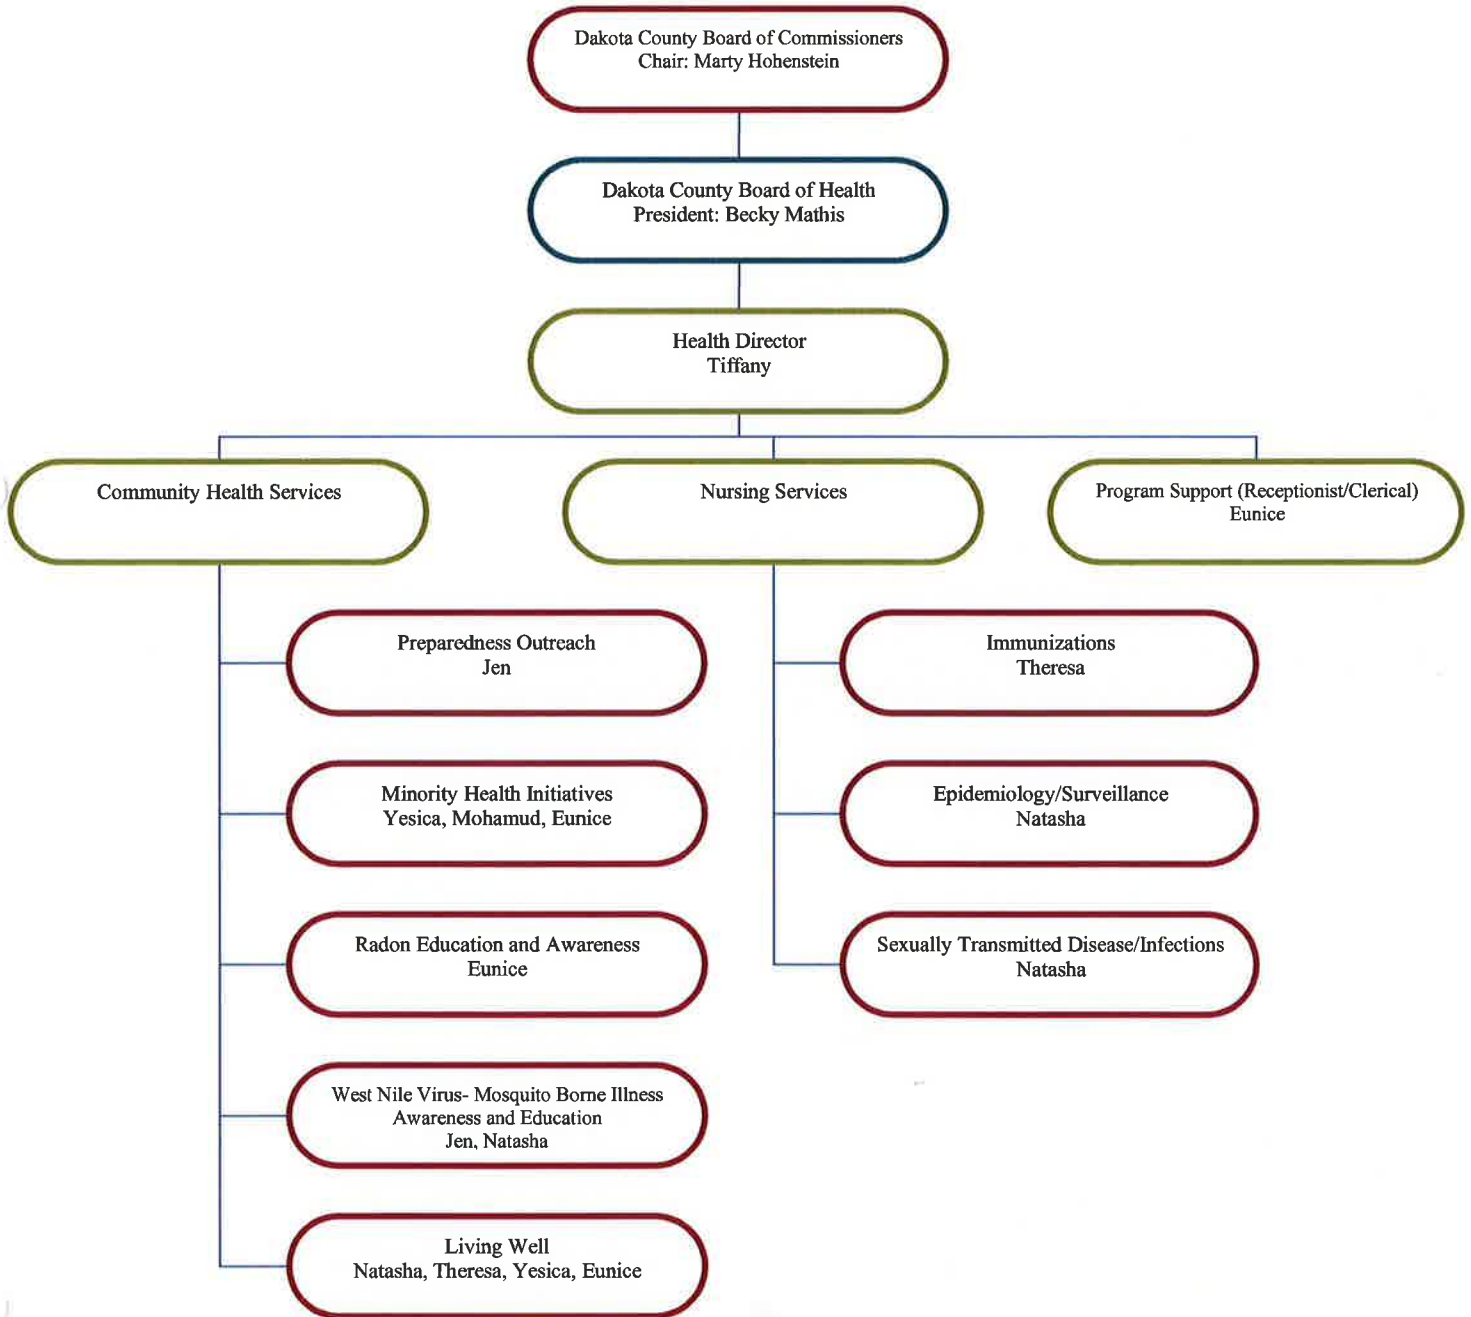 Dakota County Board of Commissioners
Chair: Marty Hohenstein
Dakota County Board of Health
President: Becky Mathis
Health Director
Tiffany
Community Health Services
Nursing Services
Program Support (Receptionist/Clerical)
Eunice
Preparedness Outreach
Jen
Minority Health Initiatives
Yesica, Mohamud, Eunice
Radon Education and Awareness
Eunice
West Nile Virus- Mosquito Borne Illness
Awareness and Education
Jen, Natasha
Living Well
Natasha, Theresa, Yesica, Eunice
Immunizations
Theresa
Epidemiology/Surveillance
Natasha
Sexually Transmitted Disease/Infections
Natasha